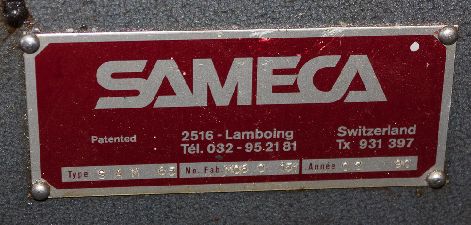 SAMECA
Patented
2516 - Lamboing
Tél. 032 - 95 21 81
Switzerland
Tx 931 397
Type
No. Fab.
Année